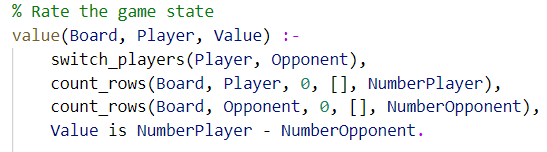 % Rate the game state
value(Board, Player, Value) :-
    switch_players(Player, Opponent),
    count_rows(Board, Player, 0, [], NumberPlayer),
    count_rows(Board, Opponent, 0, [], NumberOpponent),
    Value is NumberPlayer - NumberOpponent.